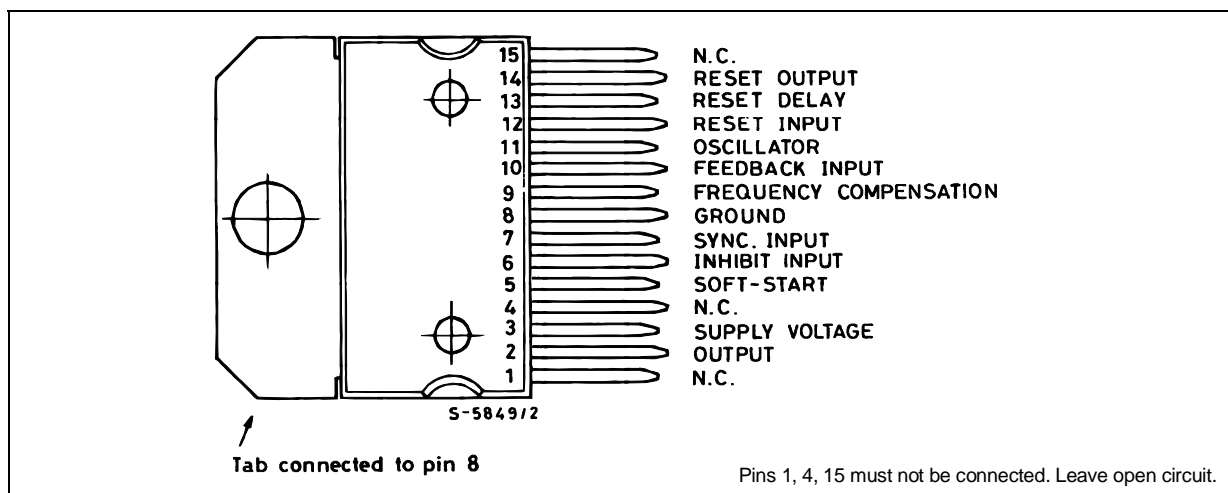 15 N.C.
14 RESET OUTPUT
13 RESET DELAY
12 RESET INPUT
11 OSCILLATOR
10 FEEDBACK INPUT
9 FREQUENCY COMPENSATION
8 GROUND
7 SYNC. INPUT
6 INHIBIT INPUT
5 SOFT-START
4 N.C.
3 SUPPLY VOLTAGE
2 OUTPUT
1 N.C.
S-5849/2
Tab connected to pin 8
Pins 1, 4, 15 must not be connected. Leave open circuit.